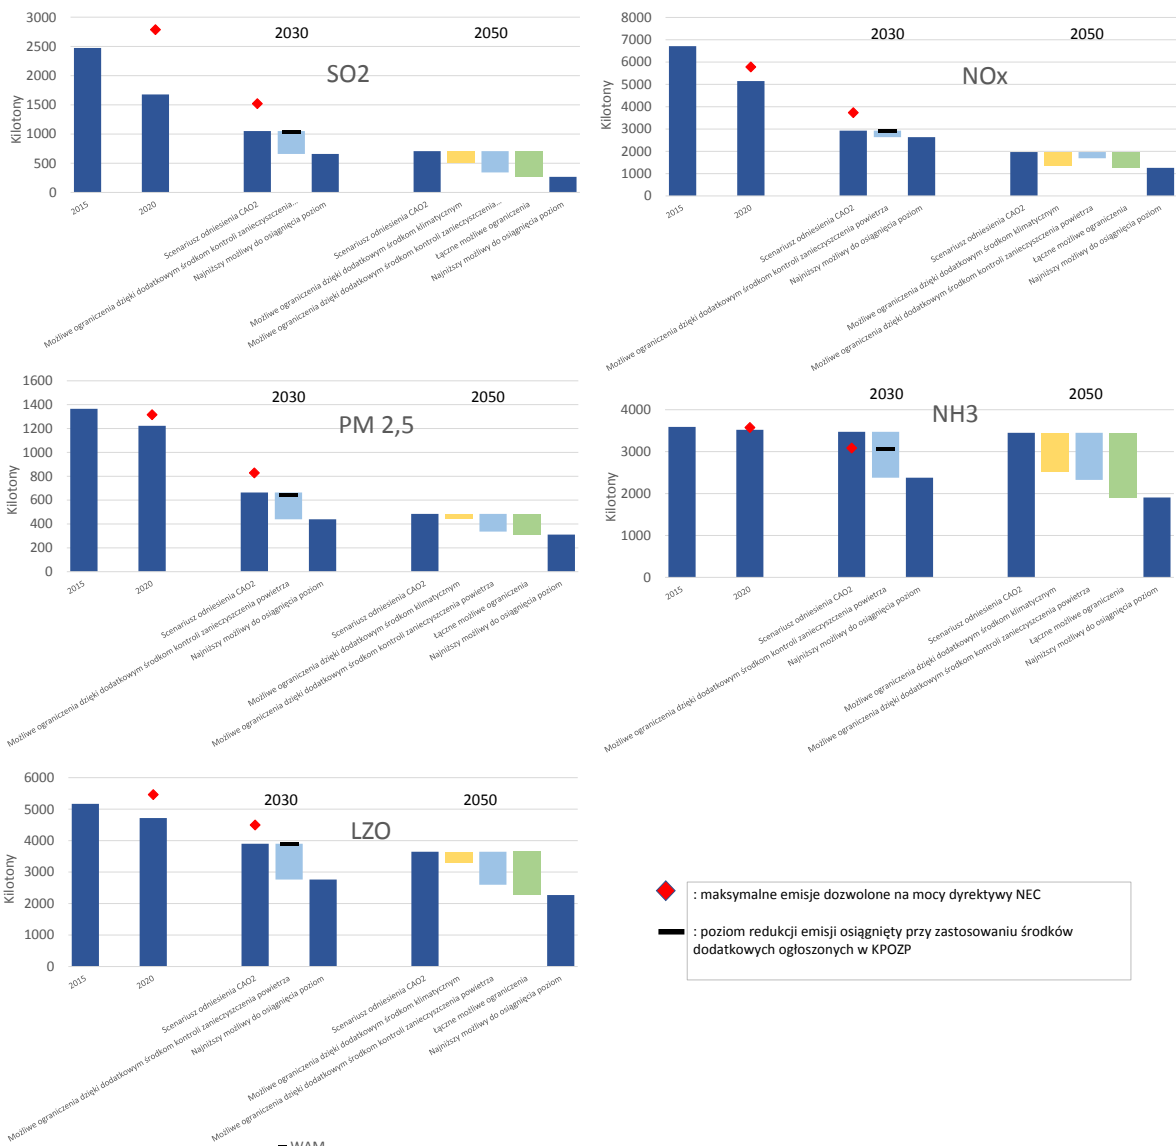 3000
2500
2000
1500
1000
500
0
Kilotony
2030
2050
SO2
2015
2020
Scenariusz odniesienia CAO2
Możliwe ograniczenia dzięki dodatkowym środkom kontroli zanieczyszczenia...
Najniższy możliwy do osiągnięcia poziom
Scenariusz odniesienia CAO2
Możliwe ograniczenia dzięki dodatkowym środkom klimatycznym
Możliwe ograniczenia dzięki dodatkowym środkom kontroli zanieczyszczenia...
Łączne możliwe ograniczenia
Najniższy możliwy do osiągnięcia poziom
8000
7000
6000
5000
4000
3000
2000
1000
0
Kilotony
2030
2050
NOx
2015
2020
Scenariusz odniesienia CAO2
Możliwe ograniczenia dzięki dodatkowym środkom kontroli zanieczyszczenia powietrza
Najniższy możliwy do osiągnięcia poziom
Scenariusz odniesienia CAO2
Możliwe ograniczenia dzięki dodatkowym środkom klimatycznym
Możliwe ograniczenia dzięki dodatkowym środkom kontroli zanieczyszczenia powietrza
Łączne możliwe ograniczenia
Najniższy możliwy do osiągnięcia poziom
1600
1400
1200
1000
800
600
400
200
0
Kilotony
2030
2050
PM 2,5
2015
2020
Scenariusz odniesienia CAO2
Możliwe ograniczenia dzięki dodatkowym środkom kontroli zanieczyszczenia powietrza
Najniższy możliwy do osiągnięcia poziom
Scenariusz odniesienia CAO2
Możliwe ograniczenia dzięki dodatkowym środkom klimatycznym
Możliwe ograniczenia dzięki dodatkowym środkom kontroli zanieczyszczenia powietrza
Łączne możliwe ograniczenia
Najniższy możliwy do osiągnięcia poziom
4000
3000
2000
1000
0
Kilotony
2030
2050
NH3
2015
2020
Scenariusz odniesienia CAO2
Możliwe ograniczenia dzięki dodatkowym środkom kontroli zanieczyszczenia powietrza
Najniższy możliwy do osiągnięcia poziom
Scenariusz odniesienia CAO2
Możliwe ograniczenia dzięki dodatkowym środkom klimatycznym
Możliwe ograniczenia dzięki dodatkowym środkom kontroli zanieczyszczenia powietrza
Łączne możliwe ograniczenia
Najniższy możliwy do osiągnięcia poziom
6000
5000
4000
3000
2000
1000
0
Kilotony
2030
2050
LZO
2015
2020
Scenariusz odniesienia CAO2
Możliwe ograniczenia dzięki dodatkowym środkom kontroli zanieczyszczenia powietrza
Najniższy możliwy do osiągnięcia poziom
Scenariusz odniesienia CAO2
Możliwe ograniczenia dzięki dodatkowym środkom klimatycznym
Możliwe ograniczenia dzięki dodatkowym środkom kontroli zanieczyszczenia powietrza
Łączne możliwe ograniczenia
Najniższy możliwy do osiągnięcia poziom
: maksymalne emisje dozwolone na mocy dyrektywy NEC
: poziom redukcji emisji osiągnięty przy zastosowaniu środków
dodatkowych ogłoszonych w KPOZP
WAM